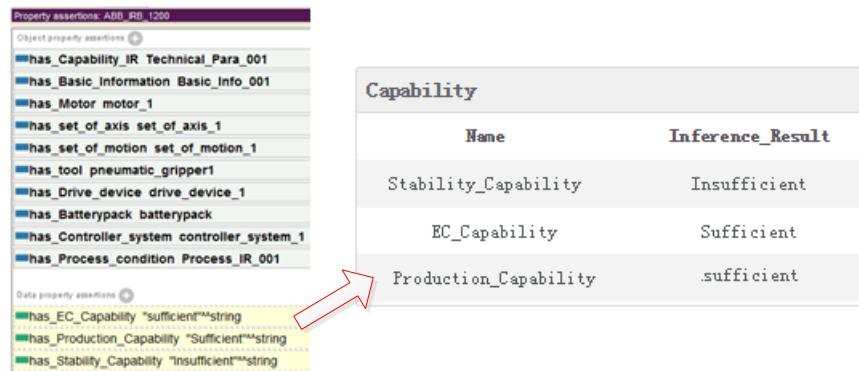 Property assertions: ABB_IRB_1200
Object property assertions
has_Capability_IR Technical_Para_001
has_Basic_Information Basic_Info_001
has_Motor motor_1
has_set_of_axis set_of_axis_1
has_set_of_motion set_of_motion_1
has_tool pneumatic_gripper1
has_Drive_device drive_device_1
has_Batterypack batterypack
has_Controller_system controller_system_1
has_Process_condition Process_IR_001
Data property assertions
has_EC_Capability "sufficient"^^string
has_Production_Capability "Sufficient"^^string
has_Stability_Capability "Insufficient"^^string
Capability
Name Inference_Result
Stability_Capability Insufficient
EC_Capability Sufficient
Production_Capability .sufficient